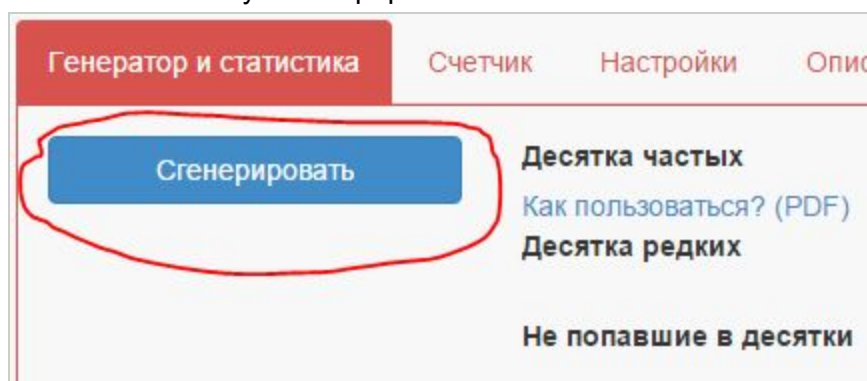 Генератор и статистика Счетчик Настройки
Сгенерировать
Десятка частых
Как пользоваться? (PDF)
Десятка редких
Не попавшие в десятки